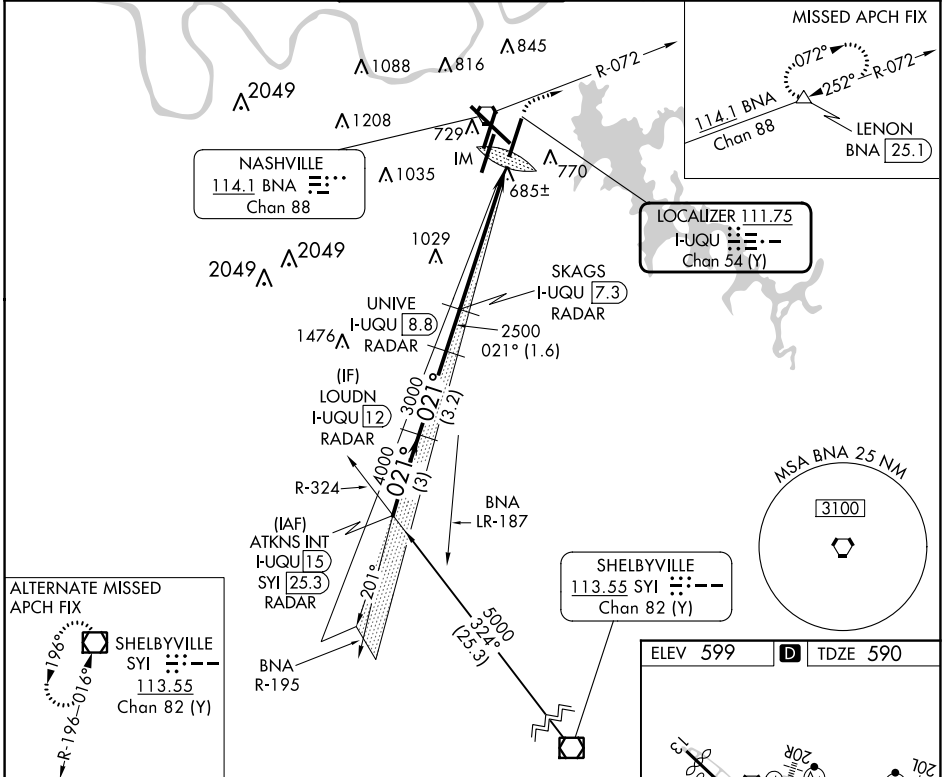 MISSED APCH FIX
072°
R-072
252°
114.1 BNA
Chan 88
LENON
BNA 25.1
845
1088
816
R-072
2049
1208
729
IM
770
685±
1035
NASHVILLE
114.1 BNA
Chan 88
LOCALIZER 111.75
I-UQU
Chan 54 (Y)
2049
2049
1029
SKAGS
I-UQU 7.3
RADAR
UNIVE
I-UQU 8.8
RADAR
2500
021° (1.6)
1476
(IF)
LOUDN
I-UQU 12
RADAR
3000
021°
(3.2)
4000
021°
(3)
R-324
BNA
LR-187
(IAF)
ATKNS INT
I-UQU 15
SYI 25.3
RADAR
201°
BNA
R-195
5000
324°
(25.3)
MSA BNA 25 NM
3100
SHELBYVILLE
113.55 SYI
Chan 82 (Y)
ALTERNATE MISSED
APCH FIX
196°
SHELBYVILLE
SYI
113.55
Chan 82 (Y)
R-196
016°
ELEV 599
D
TDZE 590
13
20R
20L